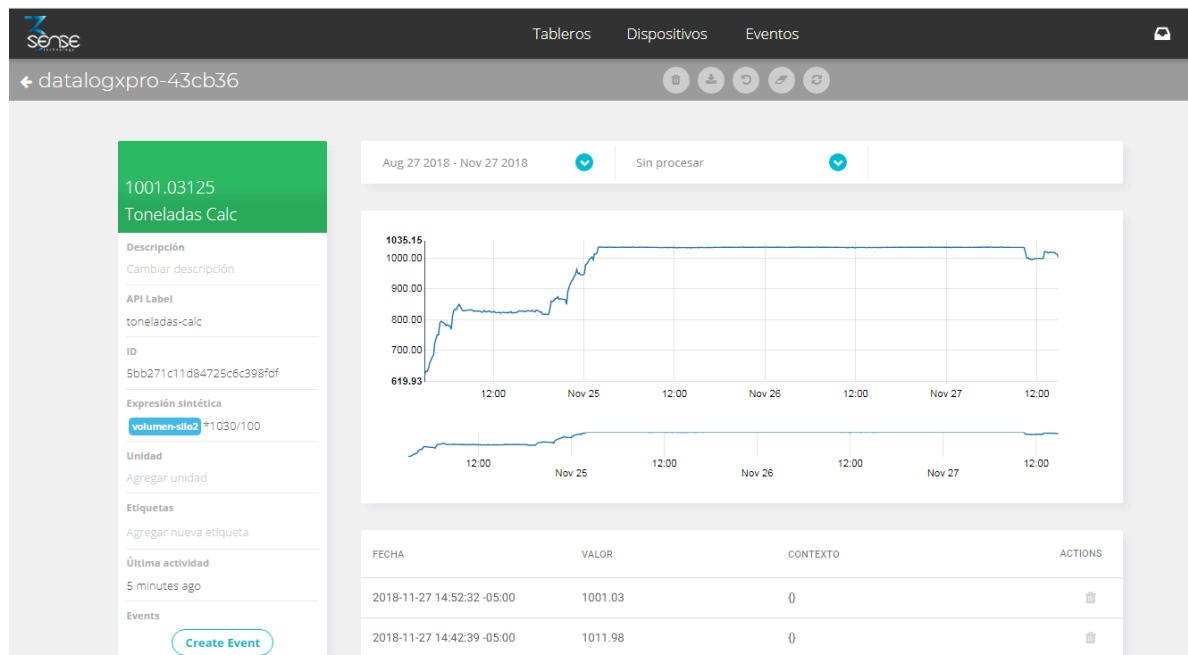 3
sense
Tableros Dispositivos Eventos
datalogxpro-43cb36
1001.03125
Toneladas Calc
Descripción
Cambiar descripción
API Label
toneladas-calc
ID
5bb271c11d84725c6c398fdf
Expresión sintética
volumen-silo2 *1030/100
Unidad
Agregar unidad
Etiquetas
Agregar nueva etiqueta
Última actividad
5 minutes ago
Events
Create Event
Aug 27 2018 - Nov 27 2018 Sin procesar
1035.15
1000.00
900.00
800.00
700.00
619.93
12:00 Nov 25 12:00 Nov 26 12:00 Nov 27 12:00
12:00 Nov 25 12:00 Nov 26 12:00 Nov 27 12:00
FECHA VALOR CONTEXTO ACTIONS
2018-11-27 14:52:32 -05:00 1001.03 {}
2018-11-27 14:42:39 -05:00 1011.98 {}